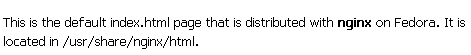 This is the default index.html page that is distributed with nginx on Fedora. It is
located in /usr/share/nginx/html.